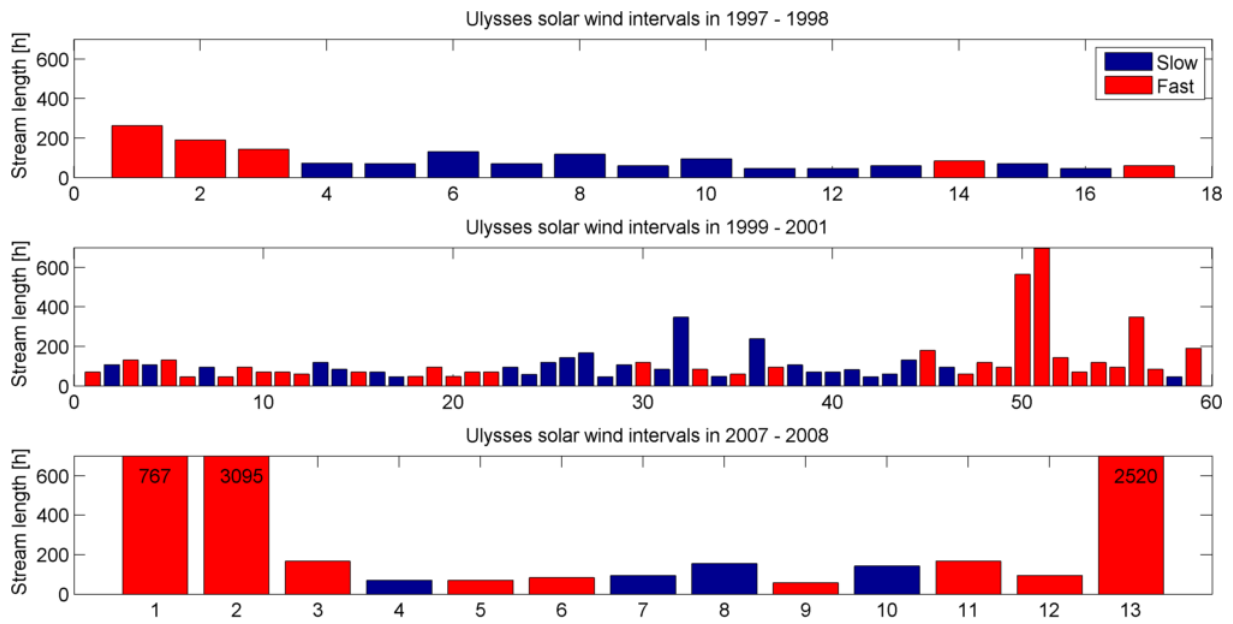 Ulysses solar wind intervals in 1997 - 1998
Stream length [h]
600
400
200
0
Slow
Fast
0 2 4 6 8 10 12 14 16 18
Ulysses solar wind intervals in 1999 - 2001
Stream length [h]
600
400
200
0
0 10 20 30 40 50 60
Ulysses solar wind intervals in 2007 - 2008
Stream length [h]
600
400
200
0
767 3095 2520
1 2 3 4 5 6 7 8 9 10 11 12 13